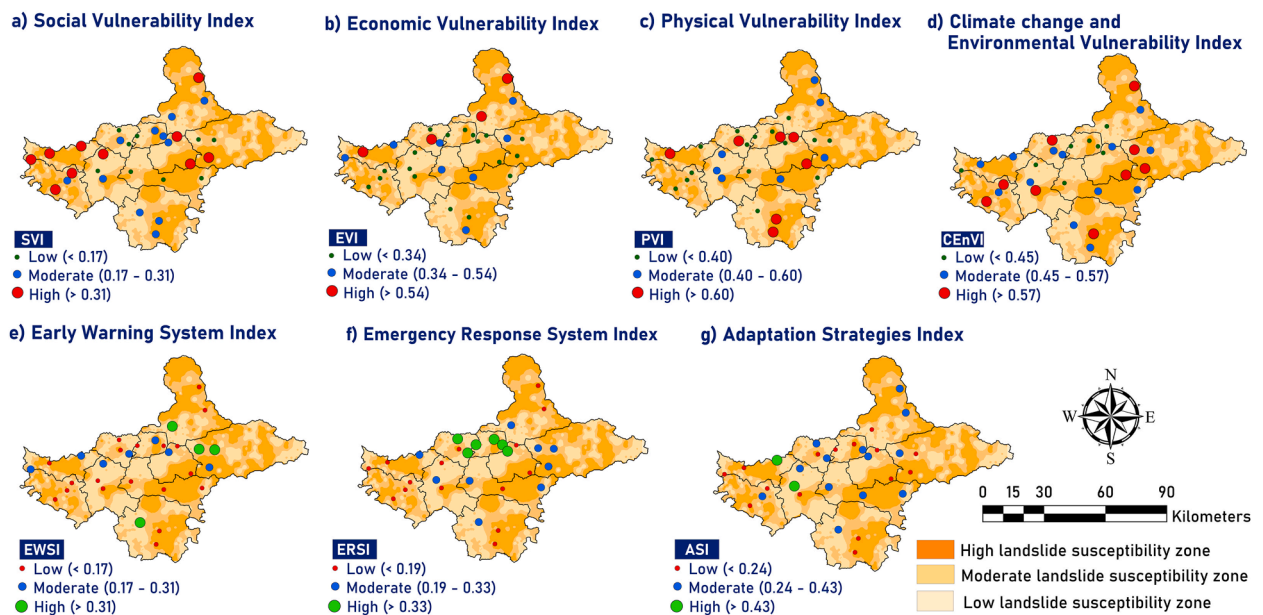 a) Social Vulnerability Index
b) Economic Vulnerability Index
c) Physical Vulnerability Index
d) Climate change and
Environmental Vulnerability Index
SVI
Low (< 0.17)
Moderate (0.17 - 0.31)
High (> 0.31)
EVI
Low (< 0.34)
Moderate (0.34 - 0.54)
High (> 0.54)
PVI
Low (< 0.40)
Moderate (0.40 - 0.60)
High (> 0.60)
CEnVI
Low (< 0.45)
Moderate (0.45 - 0.57)
High (> 0.57)
e) Early Warning System Index
f) Emergency Response System Index
g) Adaptation Strategies Index
EWSI
Low (< 0.17)
Moderate (0.17 - 0.31)
High (> 0.31)
ERSI
Low (< 0.19)
Moderate (0.19 - 0.33)
High (> 0.33)
ASI
Low (< 0.24)
Moderate (0.24 - 0.43)
High (> 0.43)
N
W E
S
0 15 30 60 90
Kilometers
High landslide susceptibility zone
Moderate landslide susceptibility zone
Low landslide susceptibility zone